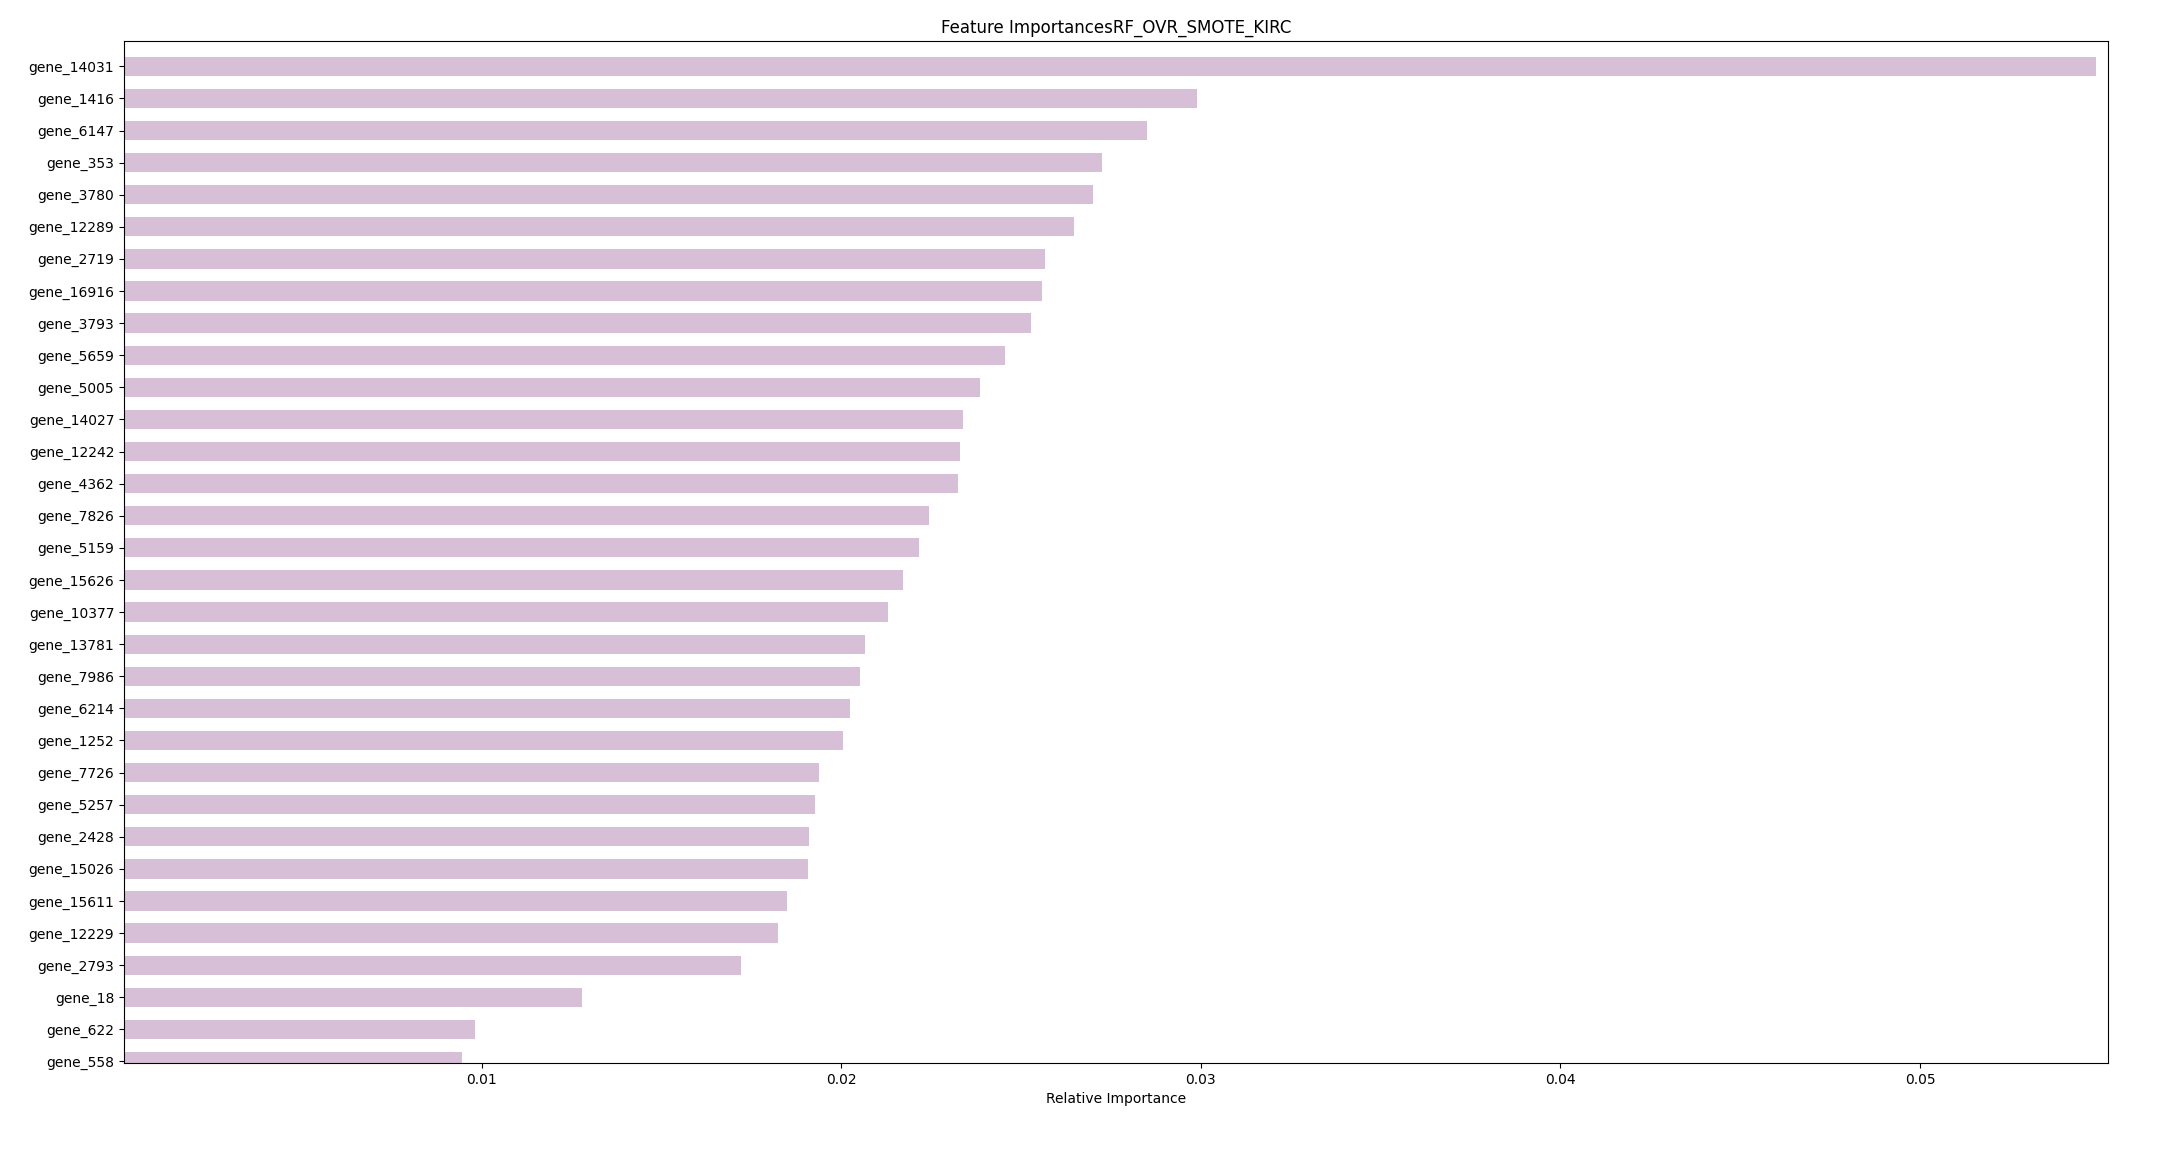 Feature ImportancesRF_OVR_SMOTE_KIRC
gene_14031
gene_1416
gene_6147
gene_353
gene_3780
gene_12289
gene_2719
gene_16916
gene_3793
gene_5659
gene_5005
gene_14027
gene_12242
gene_4362
gene_7826
gene_5159
gene_15626
gene_10377
gene_13781
gene_7986
gene_6214
gene_1252
gene_7726
gene_5257
gene_2428
gene_15026
gene_15611
gene_12229
gene_2793
gene_18
gene_622
gene_558
0.01 0.02 0.03 0.04 0.05
Relative Importance